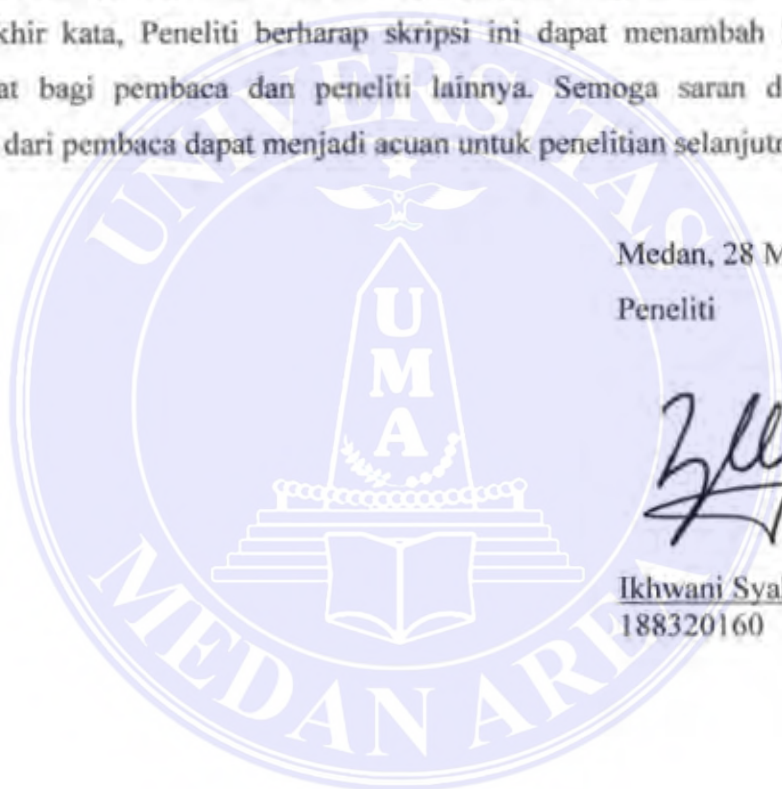 khir kata, Peneliti berharap skripsi ini dapat menambah
at bagi pembaca dan peneliti lainnya. Semoga saran d
dari pembaca dapat menjadi acuan untuk penelitian selanjutn
UNIVERSITAS
Medan, 28 M
Peneliti
U
M
A
Ikhwani Sya
188320160
MEDAN AREA